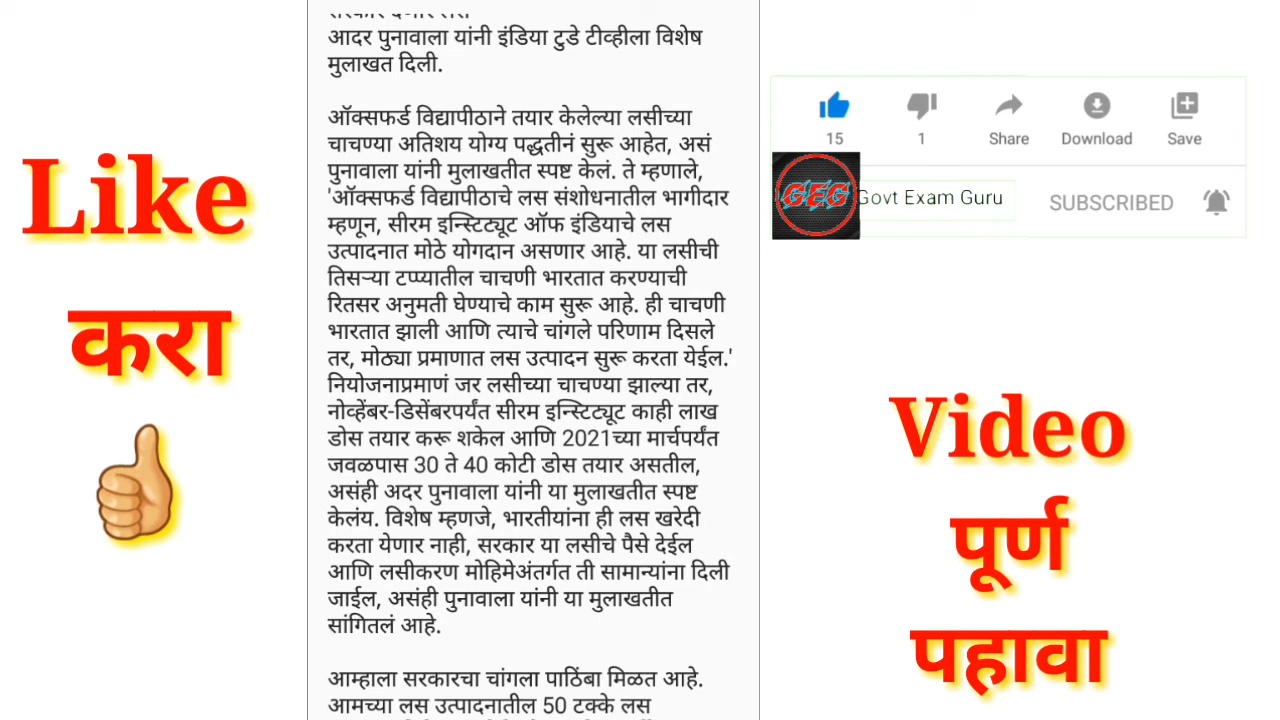 Like
करा
आदर पुनावाला यांनी इंडिया टुडे टीव्हीला विशेष
मुलाखत दिली.
ऑक्सफर्ड विद्यापीठाने तयार केलेल्या लसीच्या
चाचण्या अतिशय योग्य पद्धतीनं सुरू आहेत, असं
पुनावाला यांनी मुलाखतीत स्पष्ट केलं. ते म्हणाले,
'ऑक्सफर्ड विद्यापीठाचे लस संशोधनातील भागीदार
म्हणून, सीरम इन्स्टिट्यूट ऑफ इंडियाचे लस
उत्पादनात मोठे योगदान असणार आहे. या लसीची
तिसऱ्या टप्प्यातील चाचणी भारतात करण्याची
रितसर अनुमती घेण्याचे काम सुरू आहे. ही चाचणी
भारतात झाली आणि त्याचे चांगले परिणाम दिसले
तर, मोठ्या प्रमाणात लस उत्पादन सुरू करता येईल.'
नियोजनाप्रमाणं जर लसीच्या चाचण्या झाल्या तर,
नोव्हेंबर-डिसेंबरपर्यंत सीरम इन्स्टिट्यूट काही लाख
डोस तयार करू शकेल आणि 2021च्या मार्चपर्यंत
जवळपास 30 ते 40 कोटी डोस तयार असतील,
असंही अदर पुनावाला यांनी या मुलाखतीत स्पष्ट
केलंय. विशेष म्हणजे, भारतीयांना ही लस खरेदी
करता येणार नाही, सरकार या लसीचे पैसे देईल
आणि लसीकरण मोहिमेअंतर्गत ती सामान्यांना दिली
जाईल, असंही पुनावाला यांनी या मुलाखतीत
सांगितलं आहे.
आम्हाला सरकारचा चांगला पाठिंबा मिळत आहे.
आमच्या लस उत्पादनातील 50 टक्के लस
15 1 Share Download Save
GEG Govt Exam Guru SUBSCRIBED
Video
पूर्ण
पहावा